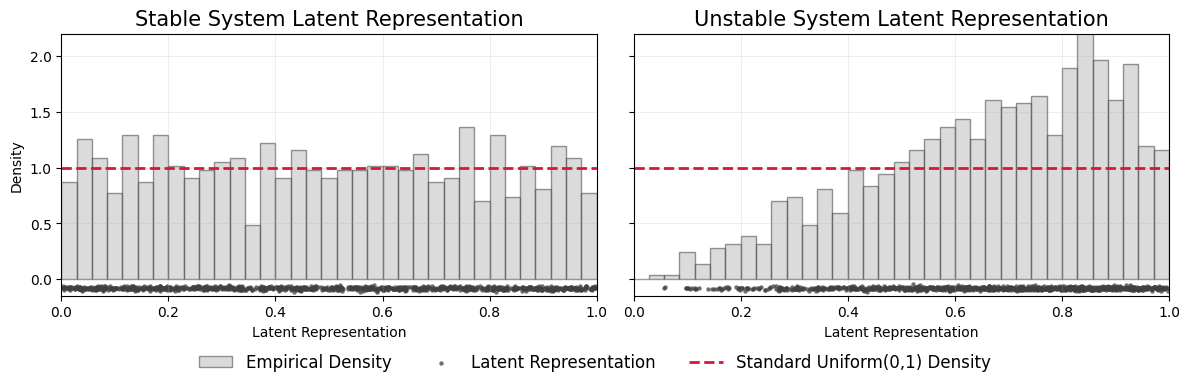 Stable System Latent Representation
Unstable System Latent Representation
2.0
1.5
1.0
0.5
0.0
Density
0.0 0.2 0.4 0.6 0.8 1.0
0.0 0.2 0.4 0.6 0.8 1.0
Latent Representation
Latent Representation
Empirical Density Latent Representation Standard Uniform(0,1) Density